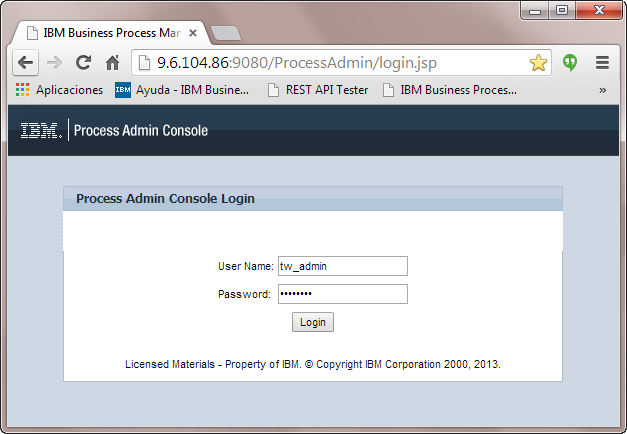 IBM Business Process Mar
9.6.104.86:9080/ProcessAdmin/login.jsp
Aplicaciones IBM Ayuda - IBM Busine... REST API Tester IBM Business Proces... »
IBM. Process Admin Console
Process Admin Console Login
User Name: tw_admin
Password: ••••••••
Login
Licensed Materials - Property of IBM. © Copyright IBM Corporation 2000, 2013.